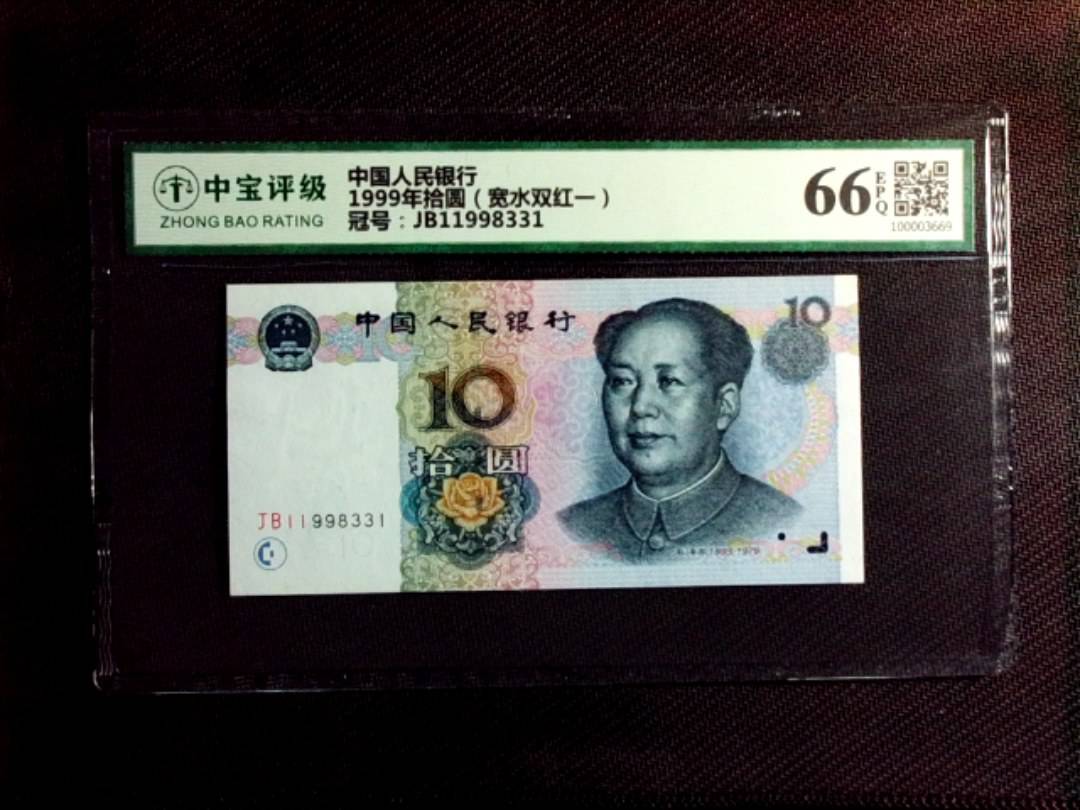 中宝评级
ZHONG BAO RATING
中国人民银行
1999年拾圆（宽水双红一）
冠号：JB11998331
66
EPQ
100003669
中国人民银行
10
10
拾圆
JB11998331